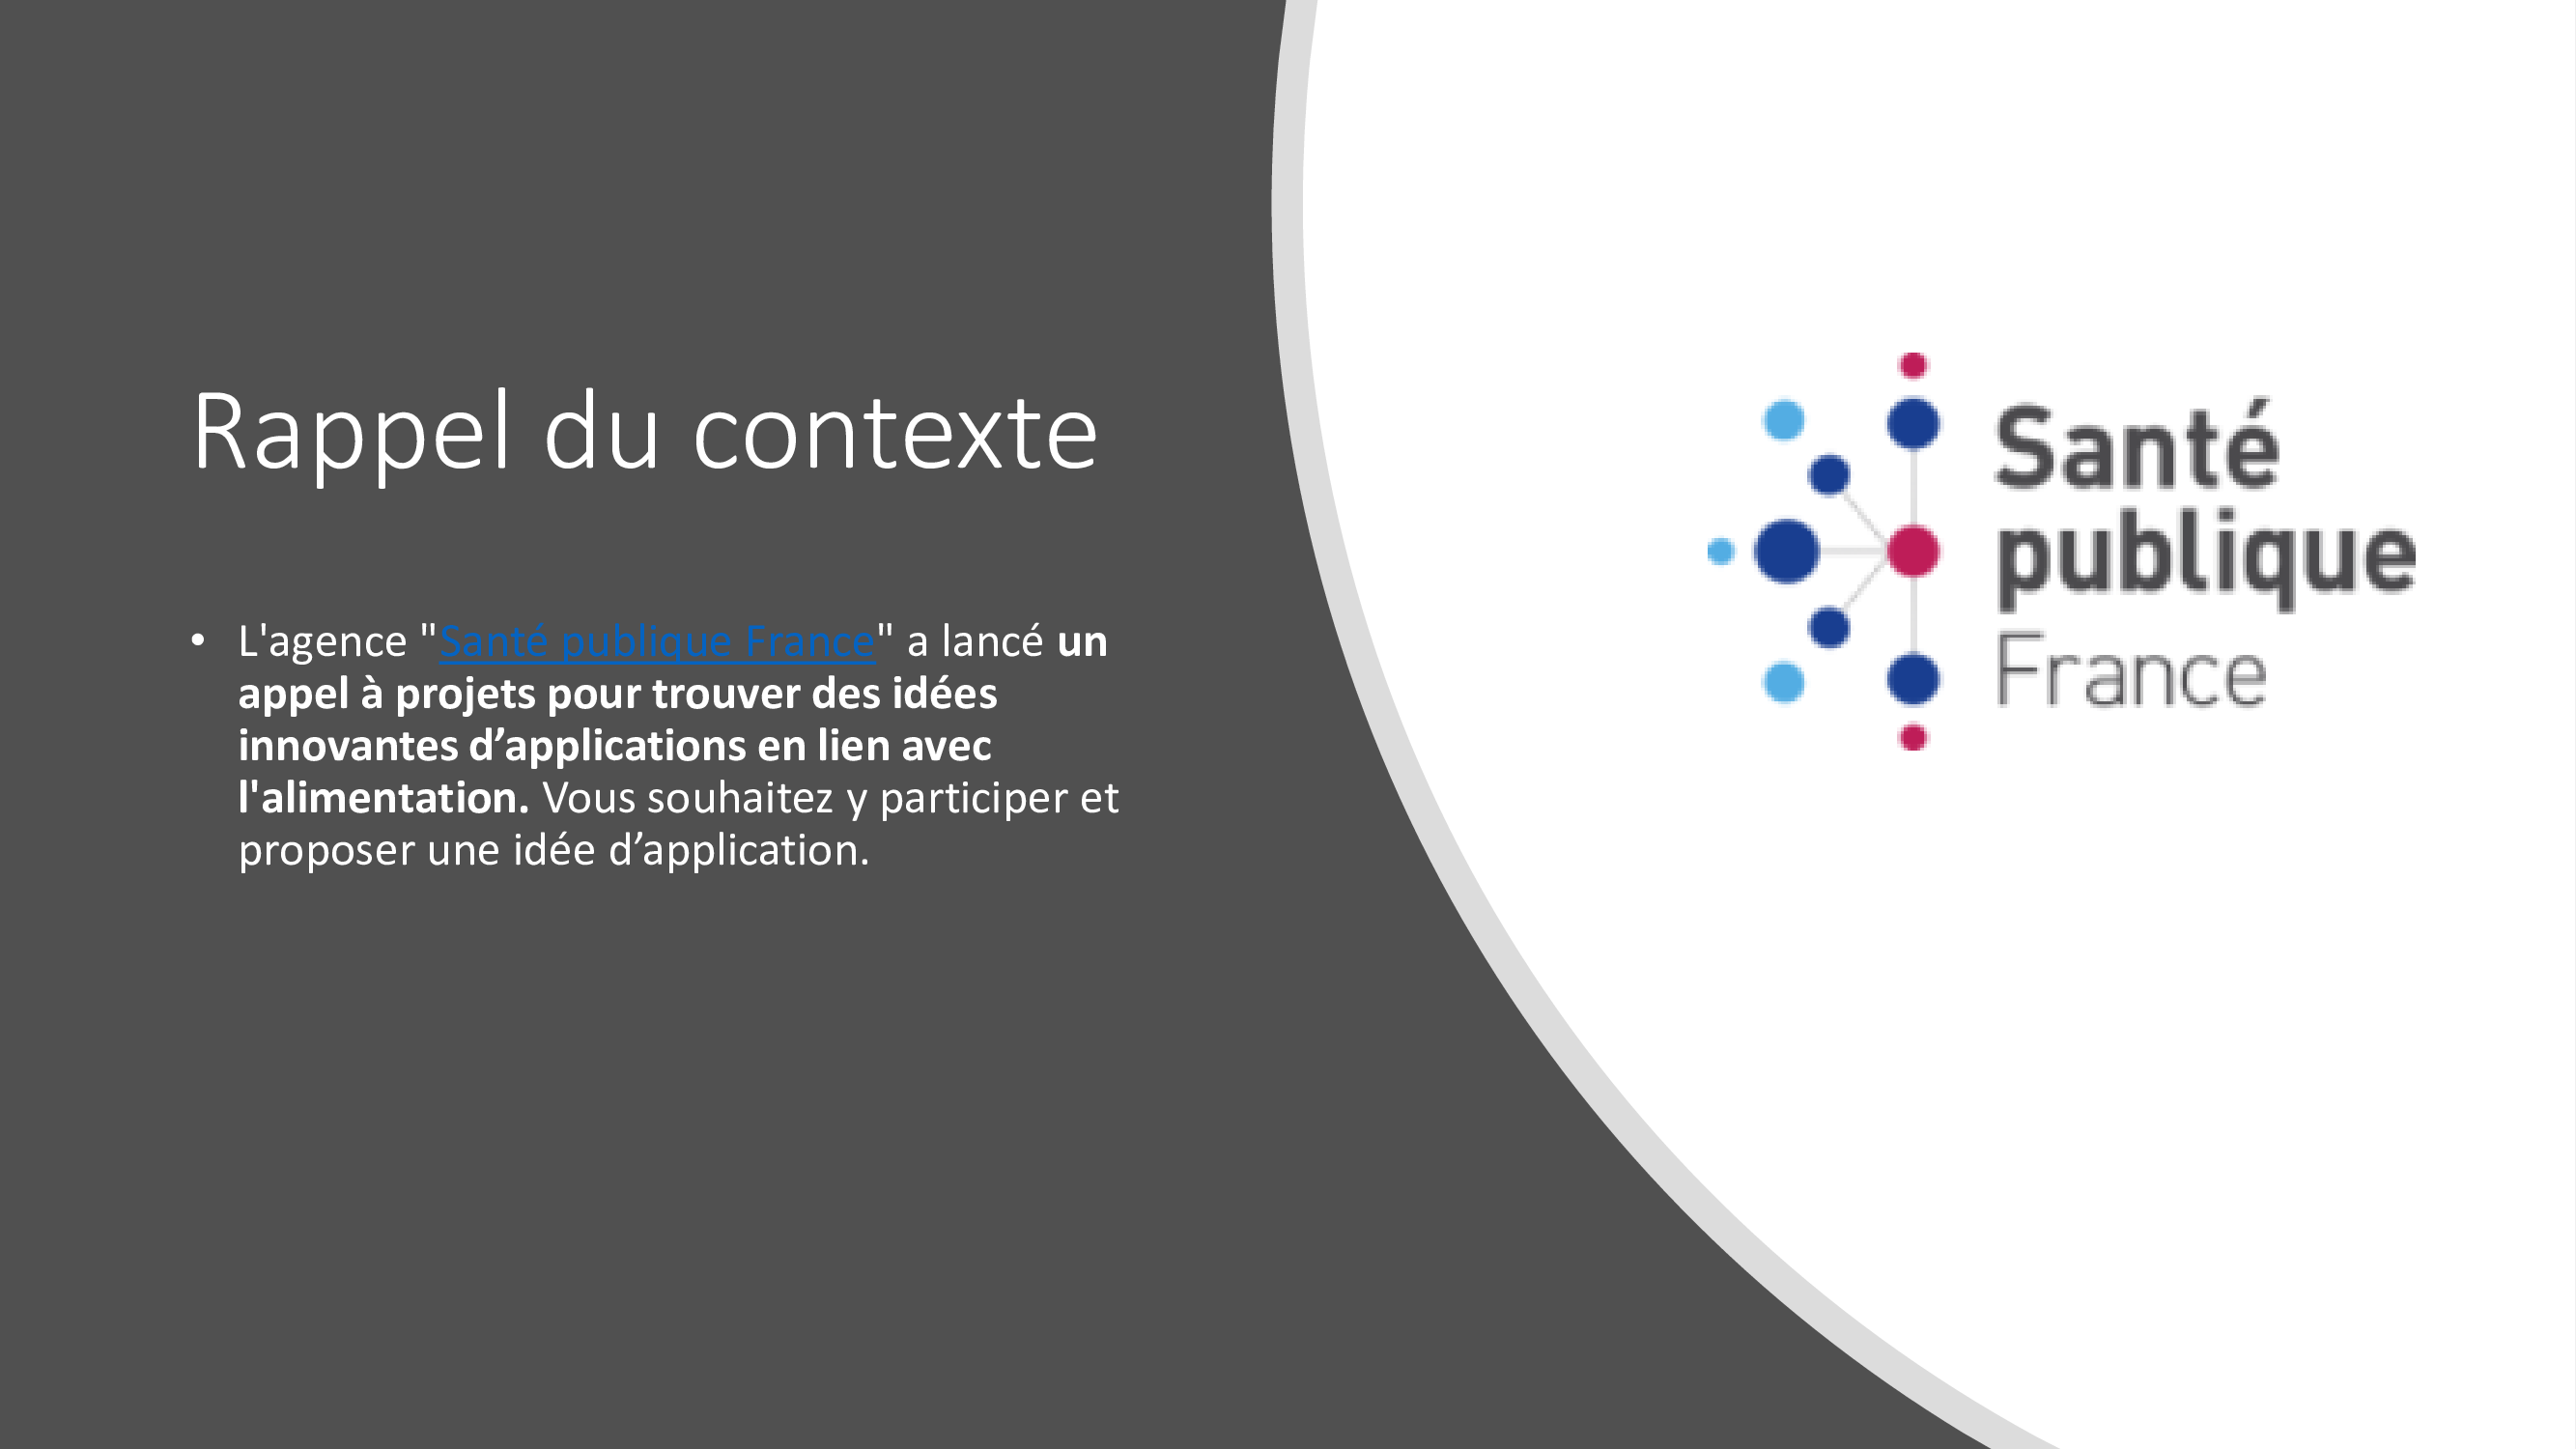 Rappel du contexte
• L'agence "Santé publique France" a lancé un
appel à projets pour trouver des idées
innovantes d’applications en lien avec
l'alimentation. Vous souhaitez y participer et
proposer une idée d’application.
Santé
publique
France